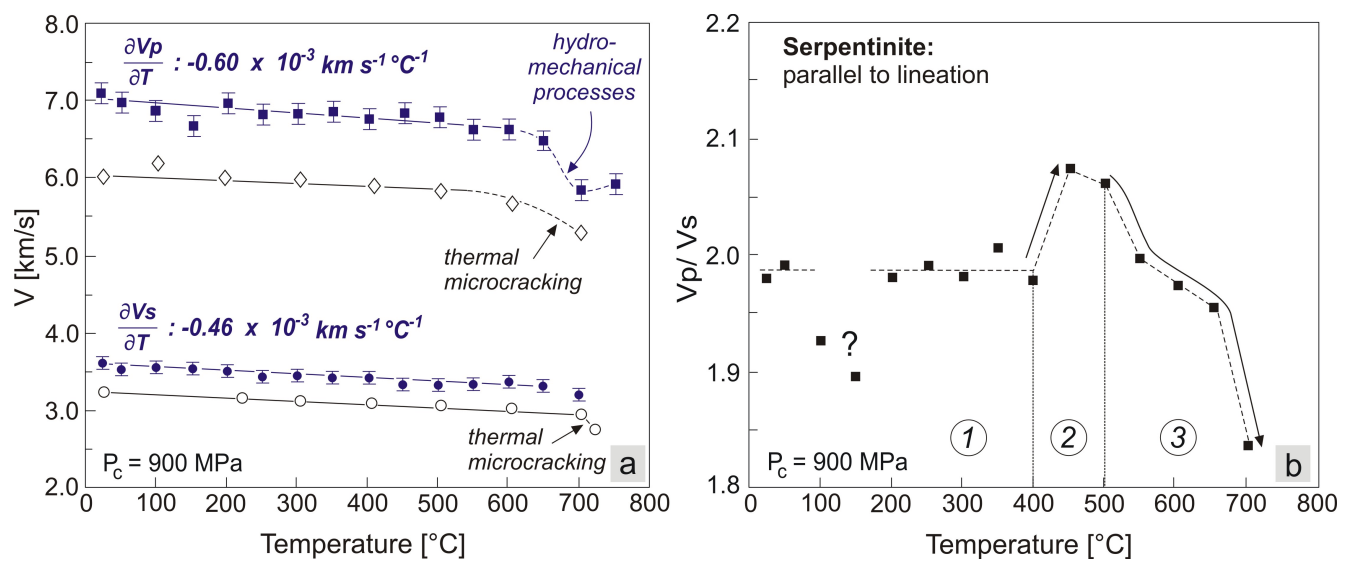 8.0
7.0
6.0
5.0
4.0
3.0
2.0
V [km/s]
∂Vp
∂T
: -0.60 x 10-3 km s-1 °C-1
hydro-
mechanical
processes
thermal
microcracking
∂Vs
∂T
: -0.46 x 10-3 km s-1 °C-1
thermal
microcracking
Pc = 900 MPa
a
0 100 200 300 400 500 600 700 800
Temperature [°C]
2.2
2.1
2.0
1.9
1.8
Vp/ Vs
Serpentinite:
parallel to lineation
?
1 2 3
Pc = 900 MPa
b
0 100 200 300 400 500 600 700 800
Temperature [°C]